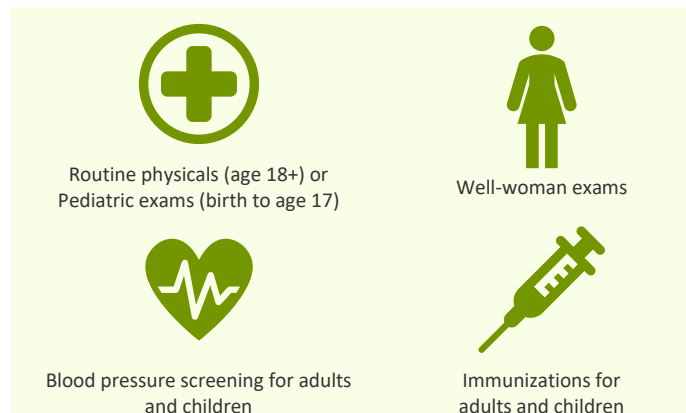 Routine physicals (age 18+) or
Pediatric exams (birth to age 17)
Well-woman exams
Blood pressure screening for adults
and children
Immunizations for
adults and children